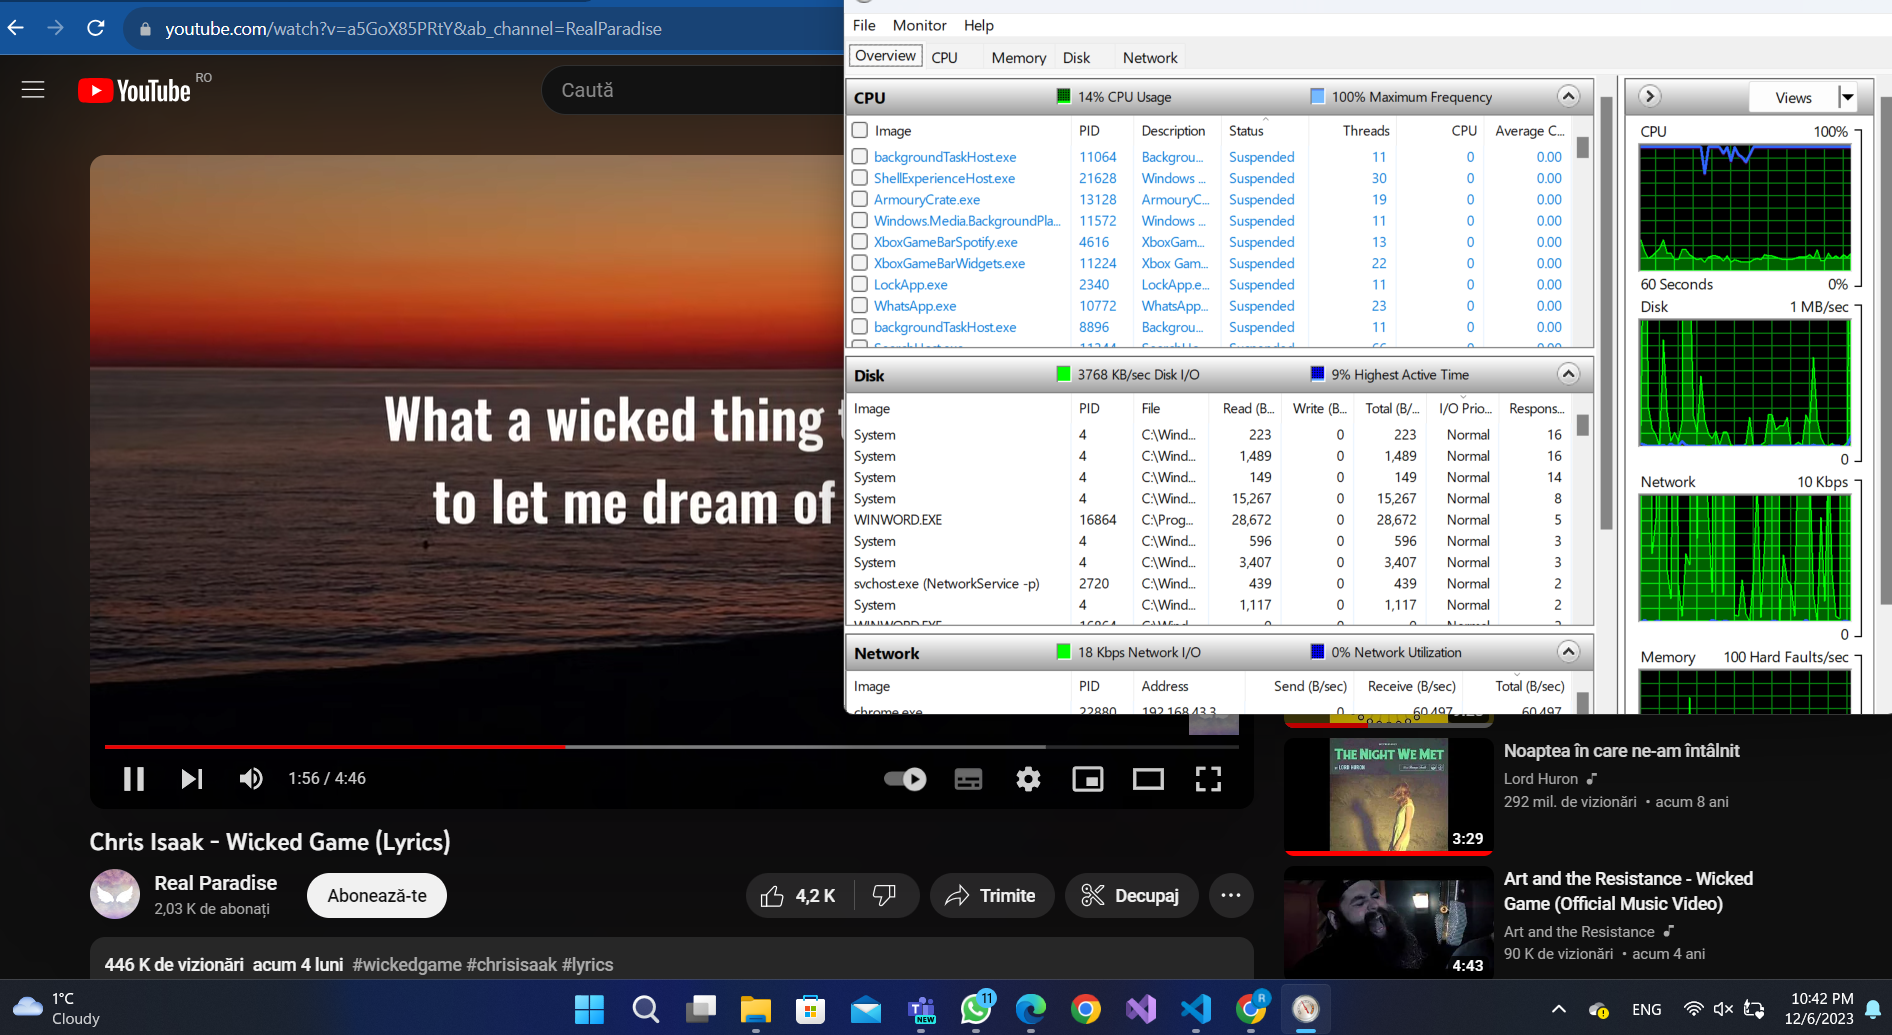 youtube.com/watch?v=a5GoX85PRtY&ab_channel=RealParadise
YouTube RO
Caută
What a wicked thing
to let me dream of
1:56 / 4:46
Chris Isaak - Wicked Game (Lyrics)
Real Paradise
2,03 K de abonați
Abonează-te
4,2 K
Trimite
Decupaj
446 K de vizionări acum 4 luni #wickedgame #chrisisaak #lyrics
File Monitor Help
Overview CPU Memory Disk Network
CPU 14% CPU Usage 100% Maximum Frequency
Image PID Description Status Threads CPU Average C...
backgroundTaskHost.exe 11064 Backgrou... Suspended 11 0 0.00
ShellExperienceHost.exe 21628 Windows ... Suspended 30 0 0.00
ArmouryCrate.exe 13128 ArmouryC... Suspended 19 0 0.00
Windows.Media.BackgroundPla... 11572 Windows ... Suspended 11 0 0.00
XboxGameBarSpotify.exe 4616 XboxGam... Suspended 13 0 0.00
XboxGameBarWidgets.exe 11224 Xbox Gam... Suspended 22 0 0.00
LockApp.exe 2340 LockApp.e... Suspended 11 0 0.00
WhatsApp.exe 10772 WhatsApp... Suspended 23 0 0.00
backgroundTaskHost.exe 8896 Backgrou... Suspended 11 0 0.00
Disk 3768 KB/sec Disk I/O 9% Highest Active Time
Image PID File Read (B... Write (B... Total (B/... I/O Prio... Respons...
System 4 C:\Wind... 223 0 223 Normal 16
System 4 C:\Wind... 1,489 0 1,489 Normal 16
System 4 C:\Wind... 149 0 149 Normal 14
System 4 C:\Wind... 15,267 0 15,267 Normal 8
WINWORD.EXE 16864 C:\Prog... 28,672 0 28,672 Normal 5
System 4 C:\Wind... 596 0 596 Normal 3
System 4 C:\Wind... 3,407 0 3,407 Normal 3
svchost.exe (NetworkService -p) 2720 C:\Wind... 439 0 439 Normal 2
System 4 C:\Wind... 1,117 0 1,117 Normal 2
Network 18 Kbps Network I/O 0% Network Utilization
Image PID Address Send (B/sec) Receive (B/sec) Total (B/sec)
chrome.exe 22880 192.168.43.3 0 60,497 60,497
Views
CPU 100%
60 Seconds 0%
Disk 1 MB/sec
0
Network 10 Kbps
0
Memory 100 Hard Faults/sec
THE NIGHT WE MET
LORD HURON
3:29
Noaptea în care ne-am întâlnit
Lord Huron
292 mil. de vizionări • acum 8 ani
4:43
Art and the Resistance - Wicked
Game (Official Music Video)
Art and the Resistance
90 K de vizionări • acum 4 ani
1°C
Cloudy
NEW
11
R
ENG
10:42 PM
12/6/2023